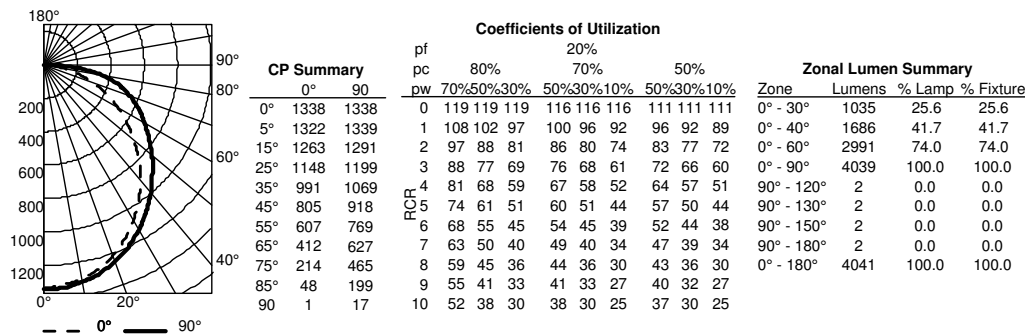 180°
90°
80°
60°
40°
200
400
600
800
1000
1200
0° 20°
0° 90°
CP Summary
0° 90
0° 1338 1338
5° 1322 1339
15° 1263 1291
25° 1148 1199
35° 991 1069
45° 805 918
55° 607 769
65° 412 627
75° 214 465
85° 48 199
90 1 17
Coefficients of Utilization
pf 20%
pc 80% 70% 50%
pw 70%50%30% 50%30%10% 50%30%10%
RCR
0 119 119 119 116 116 116 111 111 111
1 108 102 97 100 96 92 96 92 89
2 97 88 81 86 80 74 83 77 72
3 88 77 69 76 68 61 72 66 60
4 81 68 59 67 58 52 64 57 51
5 74 61 51 60 51 44 57 50 44
6 68 55 45 54 45 39 52 44 38
7 63 50 40 49 40 34 47 39 34
8 59 45 36 44 36 30 43 36 30
9 55 41 33 41 33 27 40 32 27
10 52 38 30 38 30 25 37 30 25
Zonal Lumen Summary
Zone Lumens % Lamp % Fixture
0° - 30° 1035 25.6 25.6
0° - 40° 1686 41.7 41.7
0° - 60° 2991 74.0 74.0
0° - 90° 4039 100.0 100.0
90° - 120° 2 0.0 0.0
90° - 130° 2 0.0 0.0
90° - 150° 2 0.0 0.0
90° - 180° 2 0.0 0.0
0° - 180° 4041 100.0 100.0